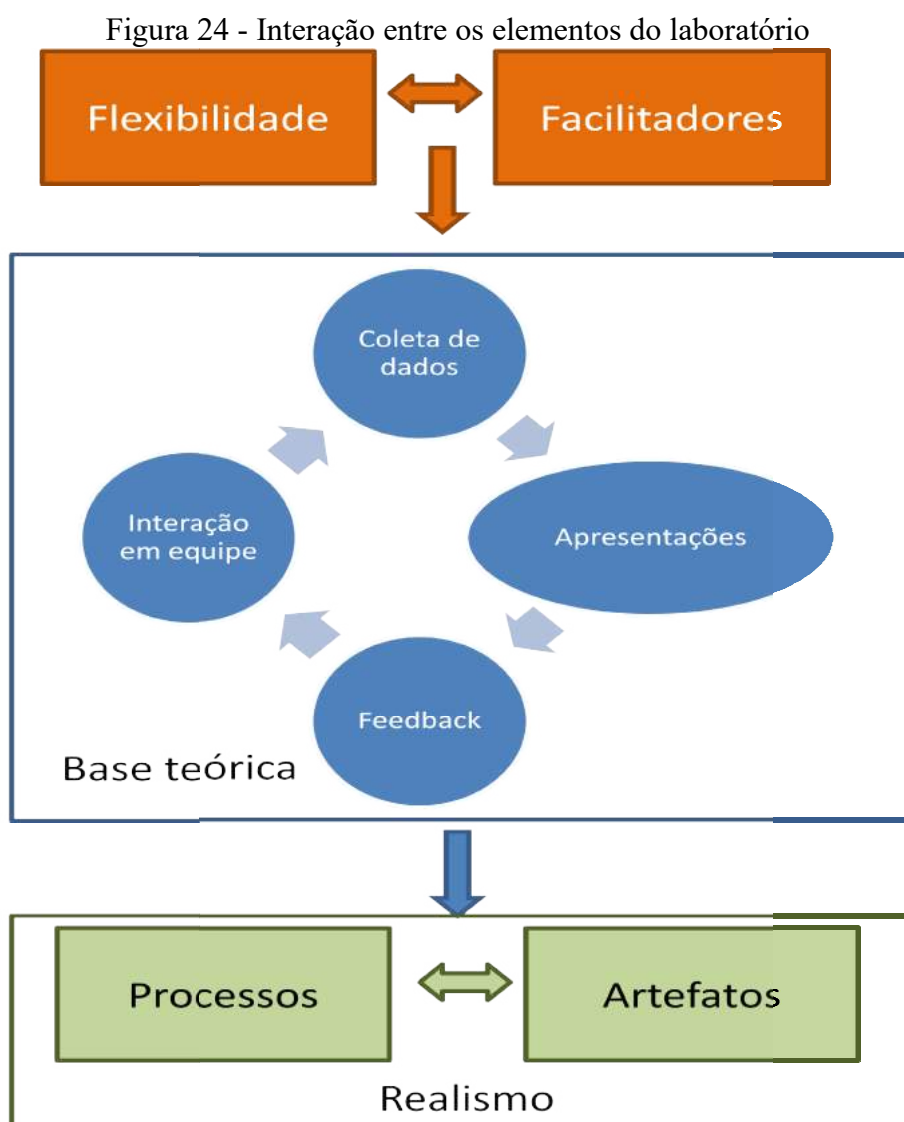 Figura 24 - Interação entre os elementos do laboratório
Flexibilidade
Facilitadores
Coleta de
dados
Interação
em equipe
Apresentações
Feedback
Base teórica
Processos
Artefatos
Realismo